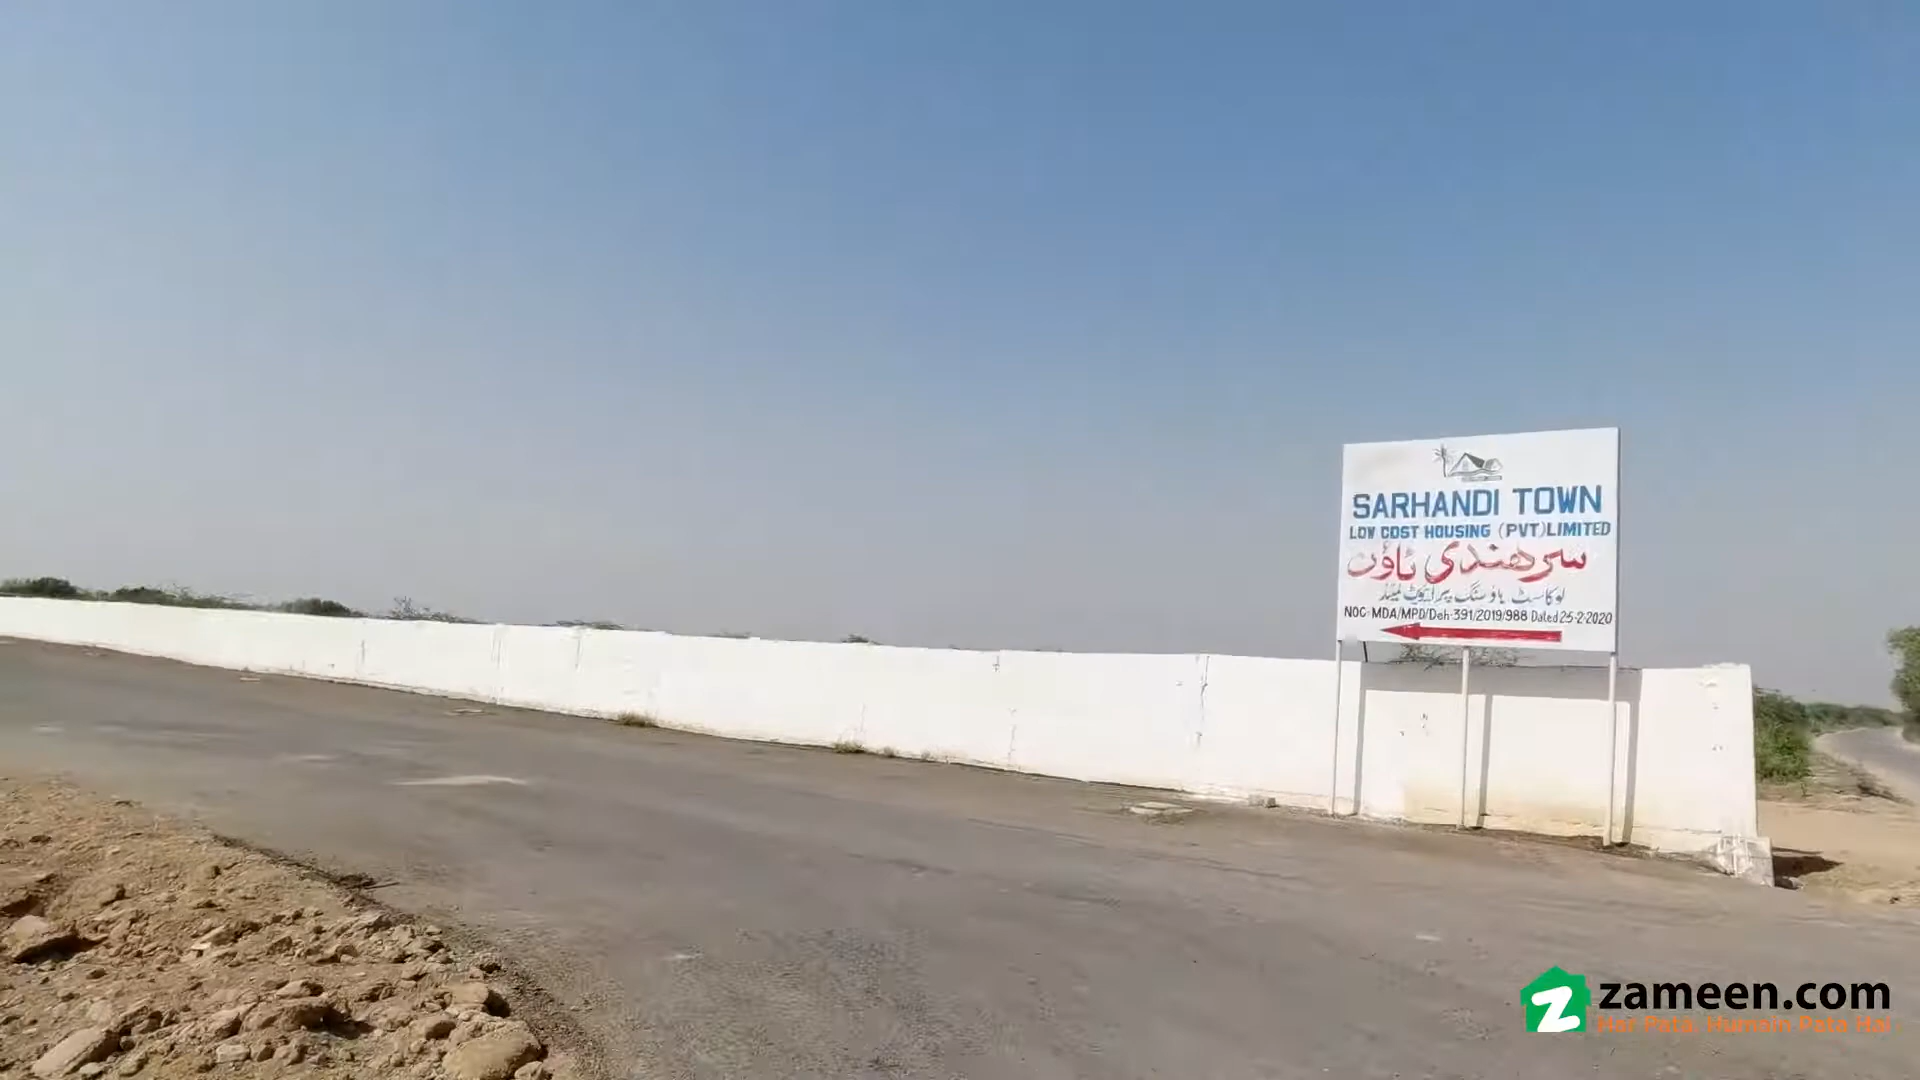 SARHANDI TOWN
LOW COST HOUSING (PVT) LIMITED
سرھندی ٹاؤن
لوکاسٹ ہاؤسنگ پرائیویٹ لمیٹڈ
NOC: MDA/MPD/Deh-391/2019/988 Dated 25-2-2020
zameen.com
Har Pata, Humain Pata Hai